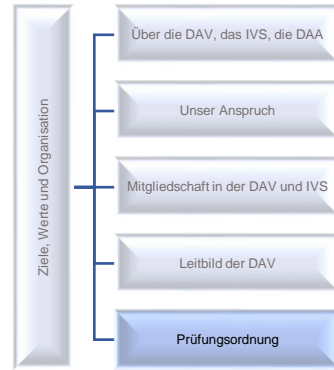 Ziele, Werte und Organisation
Über die DAV, das IVS, die DAA
Unser Anspruch
Mitgliedschaft in der DAV und IVS
Leitbild der DAV
Prüfungsordnung